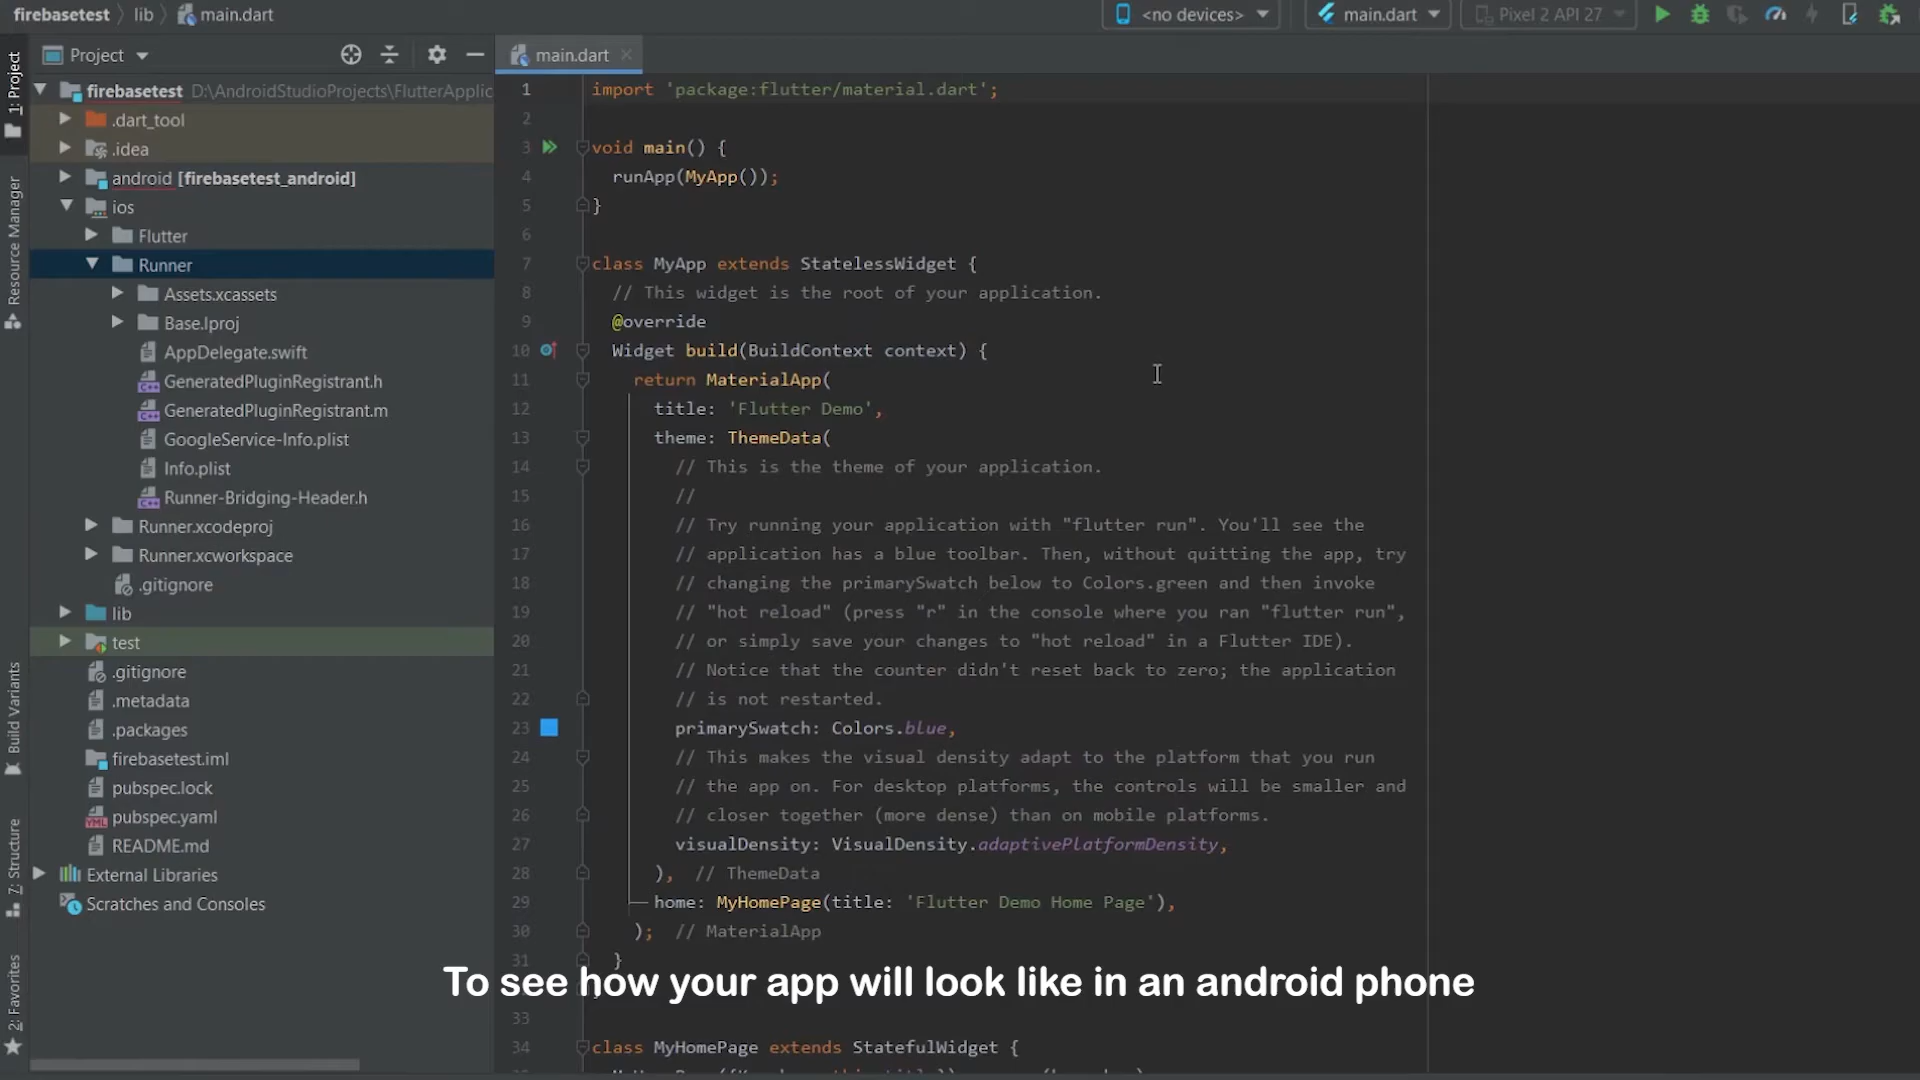 firebasetest lib main.dart
<no devices> main.dart Pixel 2 API 27
1: Project
Resource Manager
Build Variants
7: Structure
2: Favorites
Project
firebasetest D:\AndroidStudioProjects\FlutterApplic
.dart_tool
.idea
android [firebasetest_android]
ios
Flutter
Runner
Assets.xcassets
Base.lproj
AppDelegate.swift
GeneratedPluginRegistrant.h
GeneratedPluginRegistrant.m
GoogleService-Info.plist
Info.plist
Runner-Bridging-Header.h
Runner.xcodeproj
Runner.xcworkspace
.gitignore
lib
test
.gitignore
.metadata
.packages
firebasetest.iml
pubspec.lock
pubspec.yaml
README.md
External Libraries
Scratches and Consoles
main.dart
1 import 'package:flutter/material.dart';
2
3 void main() {
4 runApp(MyApp());
5 }
6
7 class MyApp extends StatelessWidget {
8 // This widget is the root of your application.
9 @override
10 Widget build(BuildContext context) {
11 return MaterialApp(
12 title: 'Flutter Demo',
13 theme: ThemeData(
14 // This is the theme of your application.
15 //
16 // Try running your application with "flutter run". You'll see the
17 // application has a blue toolbar. Then, without quitting the app, try
18 // changing the primarySwatch below to Colors.green and then invoke
19 // "hot reload" (press "r" in the console where you ran "flutter run",
20 // or simply save your changes to "hot reload" in a Flutter IDE).
21 // Notice that the counter didn't reset back to zero; the application
22 // is not restarted.
23 primarySwatch: Colors.blue,
24 // This makes the visual density adapt to the platform that you run
25 // the app on. For desktop platforms, the controls will be smaller and
26 // closer together (more dense) than on mobile platforms.
27 visualDensity: VisualDensity.adaptivePlatformDensity,
28 ), // ThemeData
29 home: MyHomePage(title: 'Flutter Demo Home Page'),
30 ); // MaterialApp
31 }
To see how your app will look like in an android phone
33
34 class MyHomePage extends StatefulWidget {